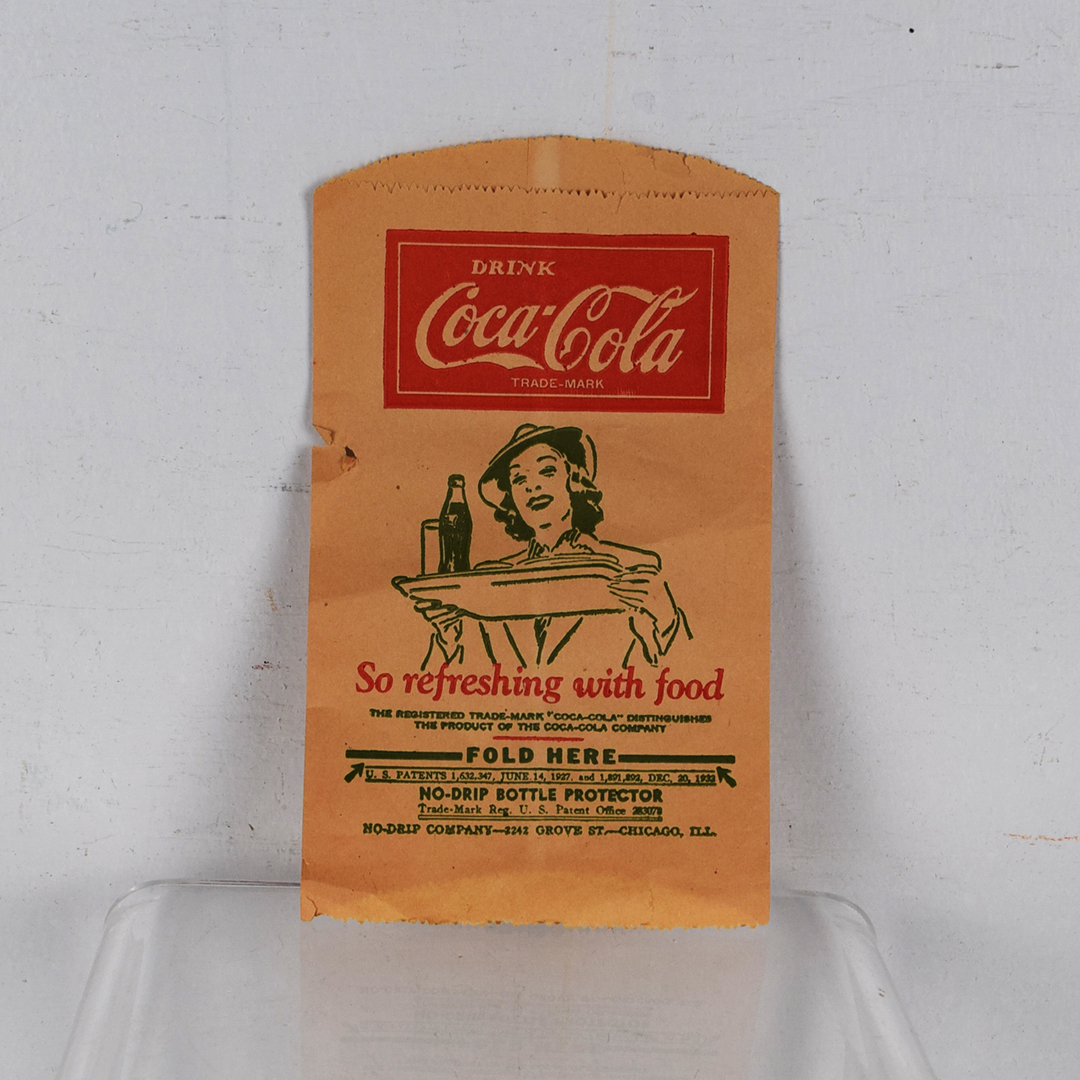 DRINK
Coca-Cola
TRADE-MARK
So refreshing with food
THE REGISTERED TRADE-MARK "COCA-COLA" DISTINGUISHES
THE PRODUCT OF THE COCA-COLA COMPANY
FOLD HERE
U. S. PATENTS 1,632,347, JUNE 14, 1927. and 1,891,892, DEC. 20, 1932
NO-DRIP BOTTLE PROTECTOR
Trade-Mark Reg. U. S. Patent Office
NO-DRIP COMPANY—3242 GROVE ST.—CHICAGO, ILL.